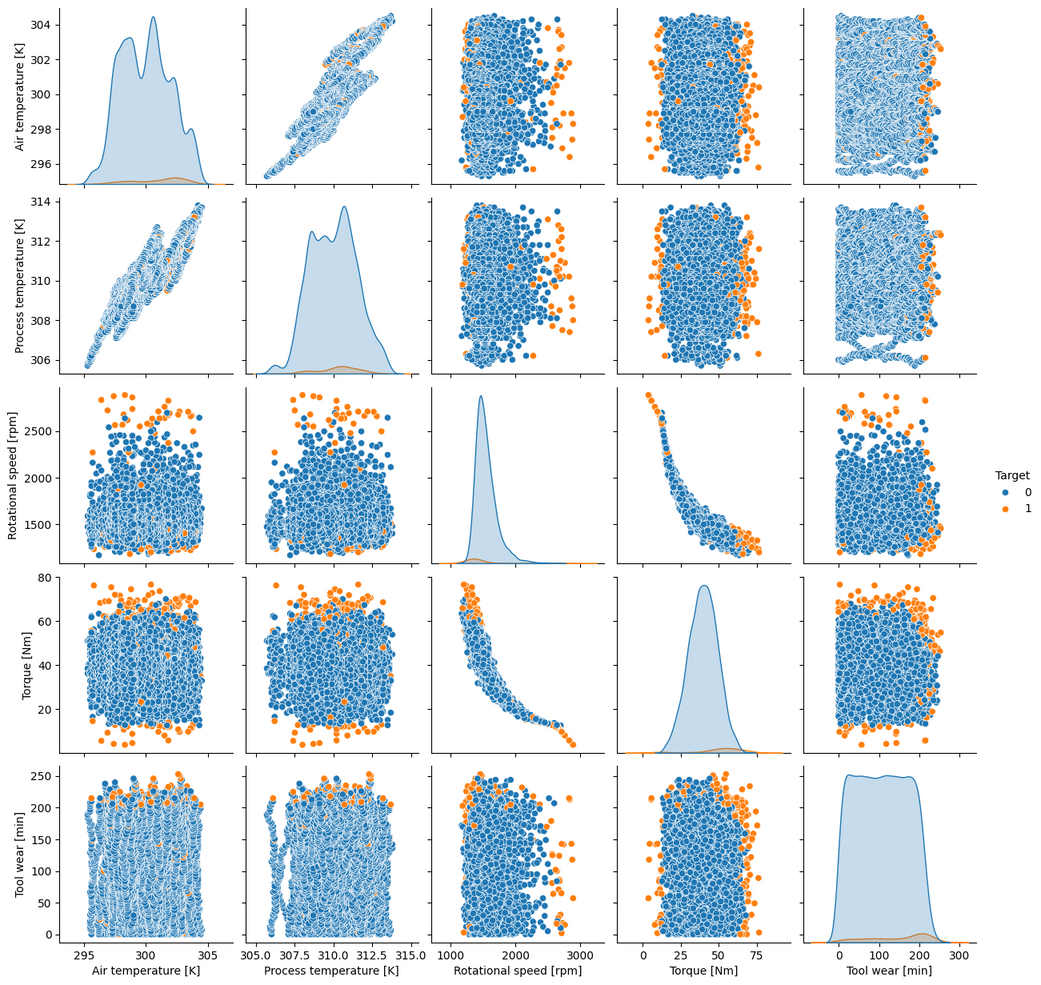 Air temperature [K]
304
302
300
298
296
Process temperature [K]
314
312
310
308
306
Rotational speed [rpm]
2500
2000
1500
Target
0
1
Torque [Nm]
80
60
40
20
Tool wear [min]
250
200
150
100
50
0
295 300 305
305.0 307.5 310.0 312.5 315.0
1000 2000 3000
0 25 50 75
0 100 200 300
Air temperature [K]
Process temperature [K]
Rotational speed [rpm]
Torque [Nm]
Tool wear [min]